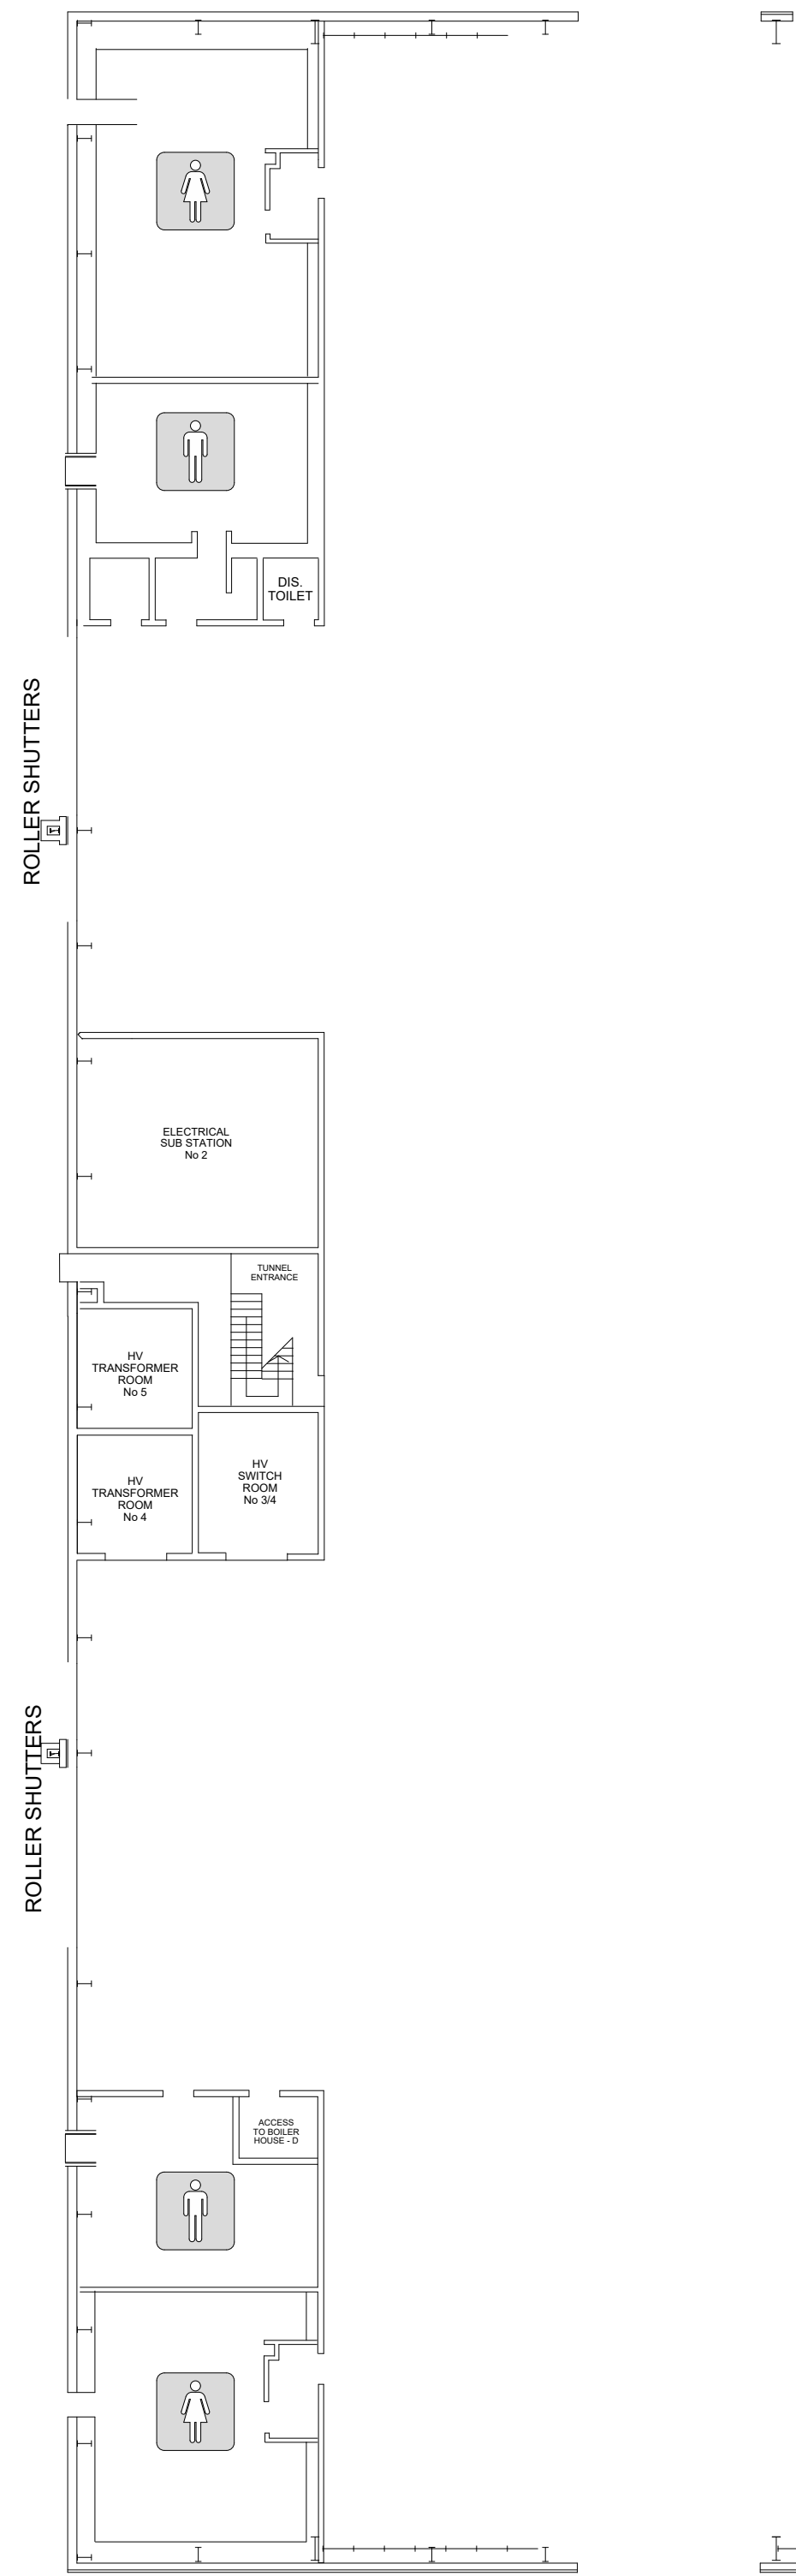 DIS.
TOILET
ROLLER SHUTTERS
ELECTRICAL
SUB STATION
No 2
TUNNEL
ENTRANCE
HV
TRANSFORMER
ROOM
No 5
HV
SWITCH
ROOM
No 3/4
HV
TRANSFORMER
ROOM
No 4
ROLLER SHUTTERS
ACCESS
TO BOILER
HOUSE - D